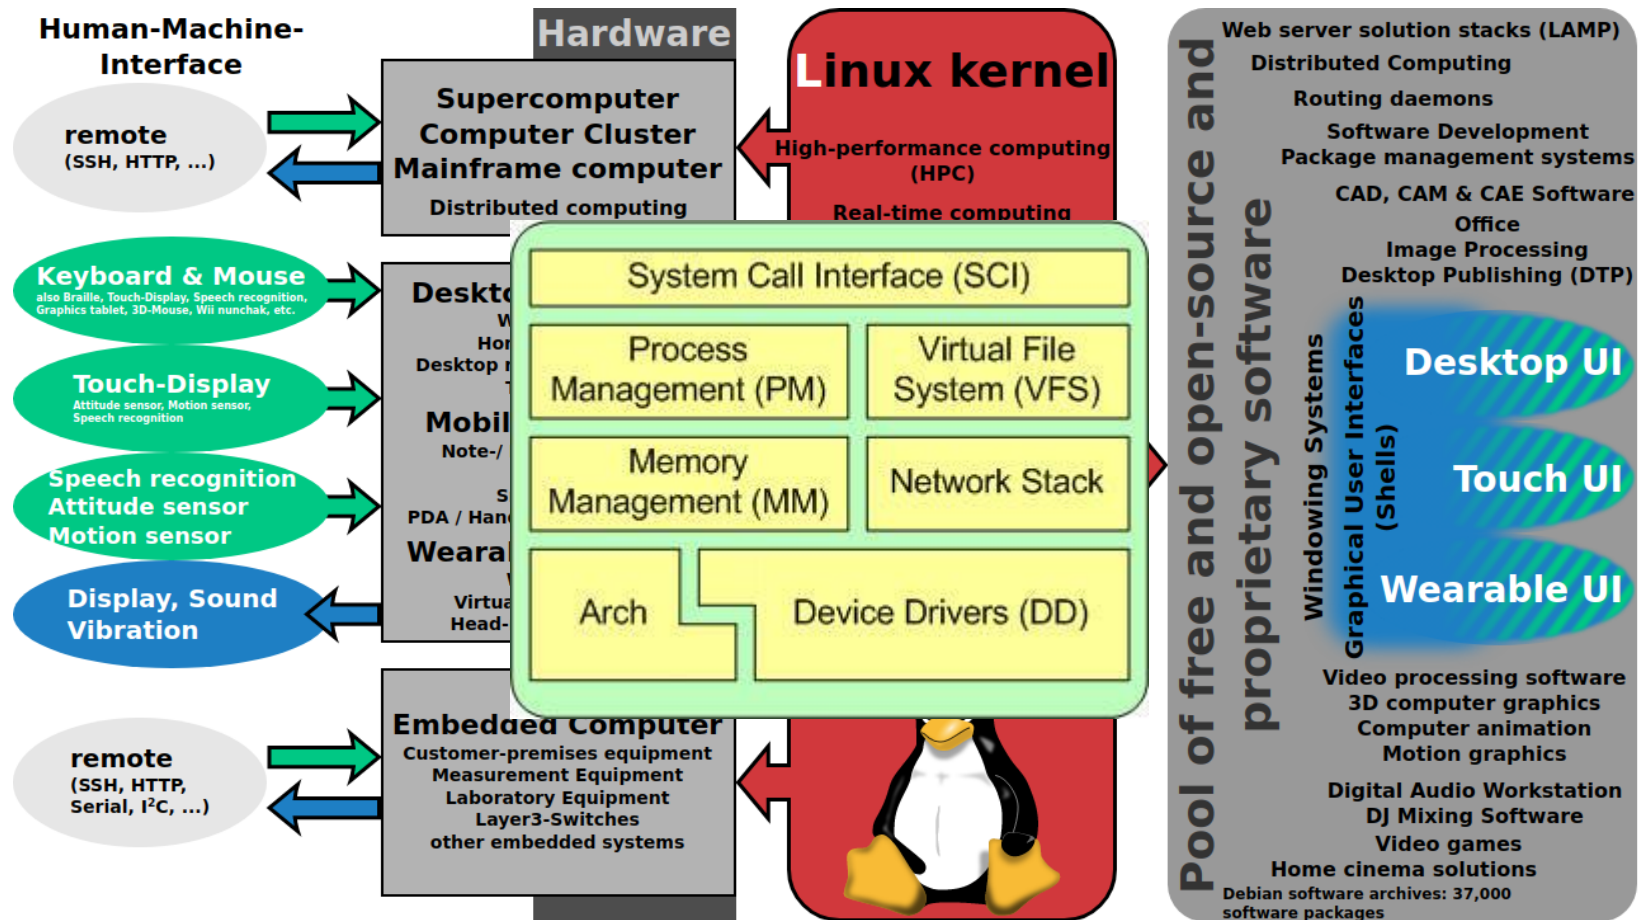 Human-Machine-
Interface
remote
(SSH, HTTP, ...)
Keyboard & Mouse
also Braille, Touch-Display, Speech recognition,
Graphics tablet, 3D-Mouse, Wii nunchak, etc.
Touch-Display
Attitude sensor, Motion sensor,
Speech recognition
Speech recognition
Attitude sensor
Motion sensor
Display, Sound
Vibration
remote
(SSH, HTTP,
Serial, I²C, ...)
Hardware
Supercomputer
Computer Cluster
Mainframe computer
Distributed computing
Desktop
Mobil
Note-/
PDA / Hand
Wearab
Virtua
Head-
Embedded Computer
Customer-premises equipment
Measurement Equipment
Laboratory Equipment
Layer3-Switches
other embedded systems
Linux kernel
High-performance computing
(HPC)
Real-time computing
System Call Interface (SCI)
Process
Management (PM)
Virtual File
System (VFS)
Memory
Management (MM)
Network Stack
Arch
Device Drivers (DD)
Pool of free and open-source and
proprietary software
Web server solution stacks (LAMP)
Distributed Computing
Routing daemons
Software Development
Package management systems
CAD, CAM & CAE Software
Office
Image Processing
Desktop Publishing (DTP)
Windowing Systems
Graphical User Interfaces
(Shells)
Desktop UI
Touch UI
Wearable UI
Video processing software
3D computer graphics
Computer animation
Motion graphics
Digital Audio Workstation
DJ Mixing Software
Video games
Home cinema solutions
Debian software archives: 37,000
software packages